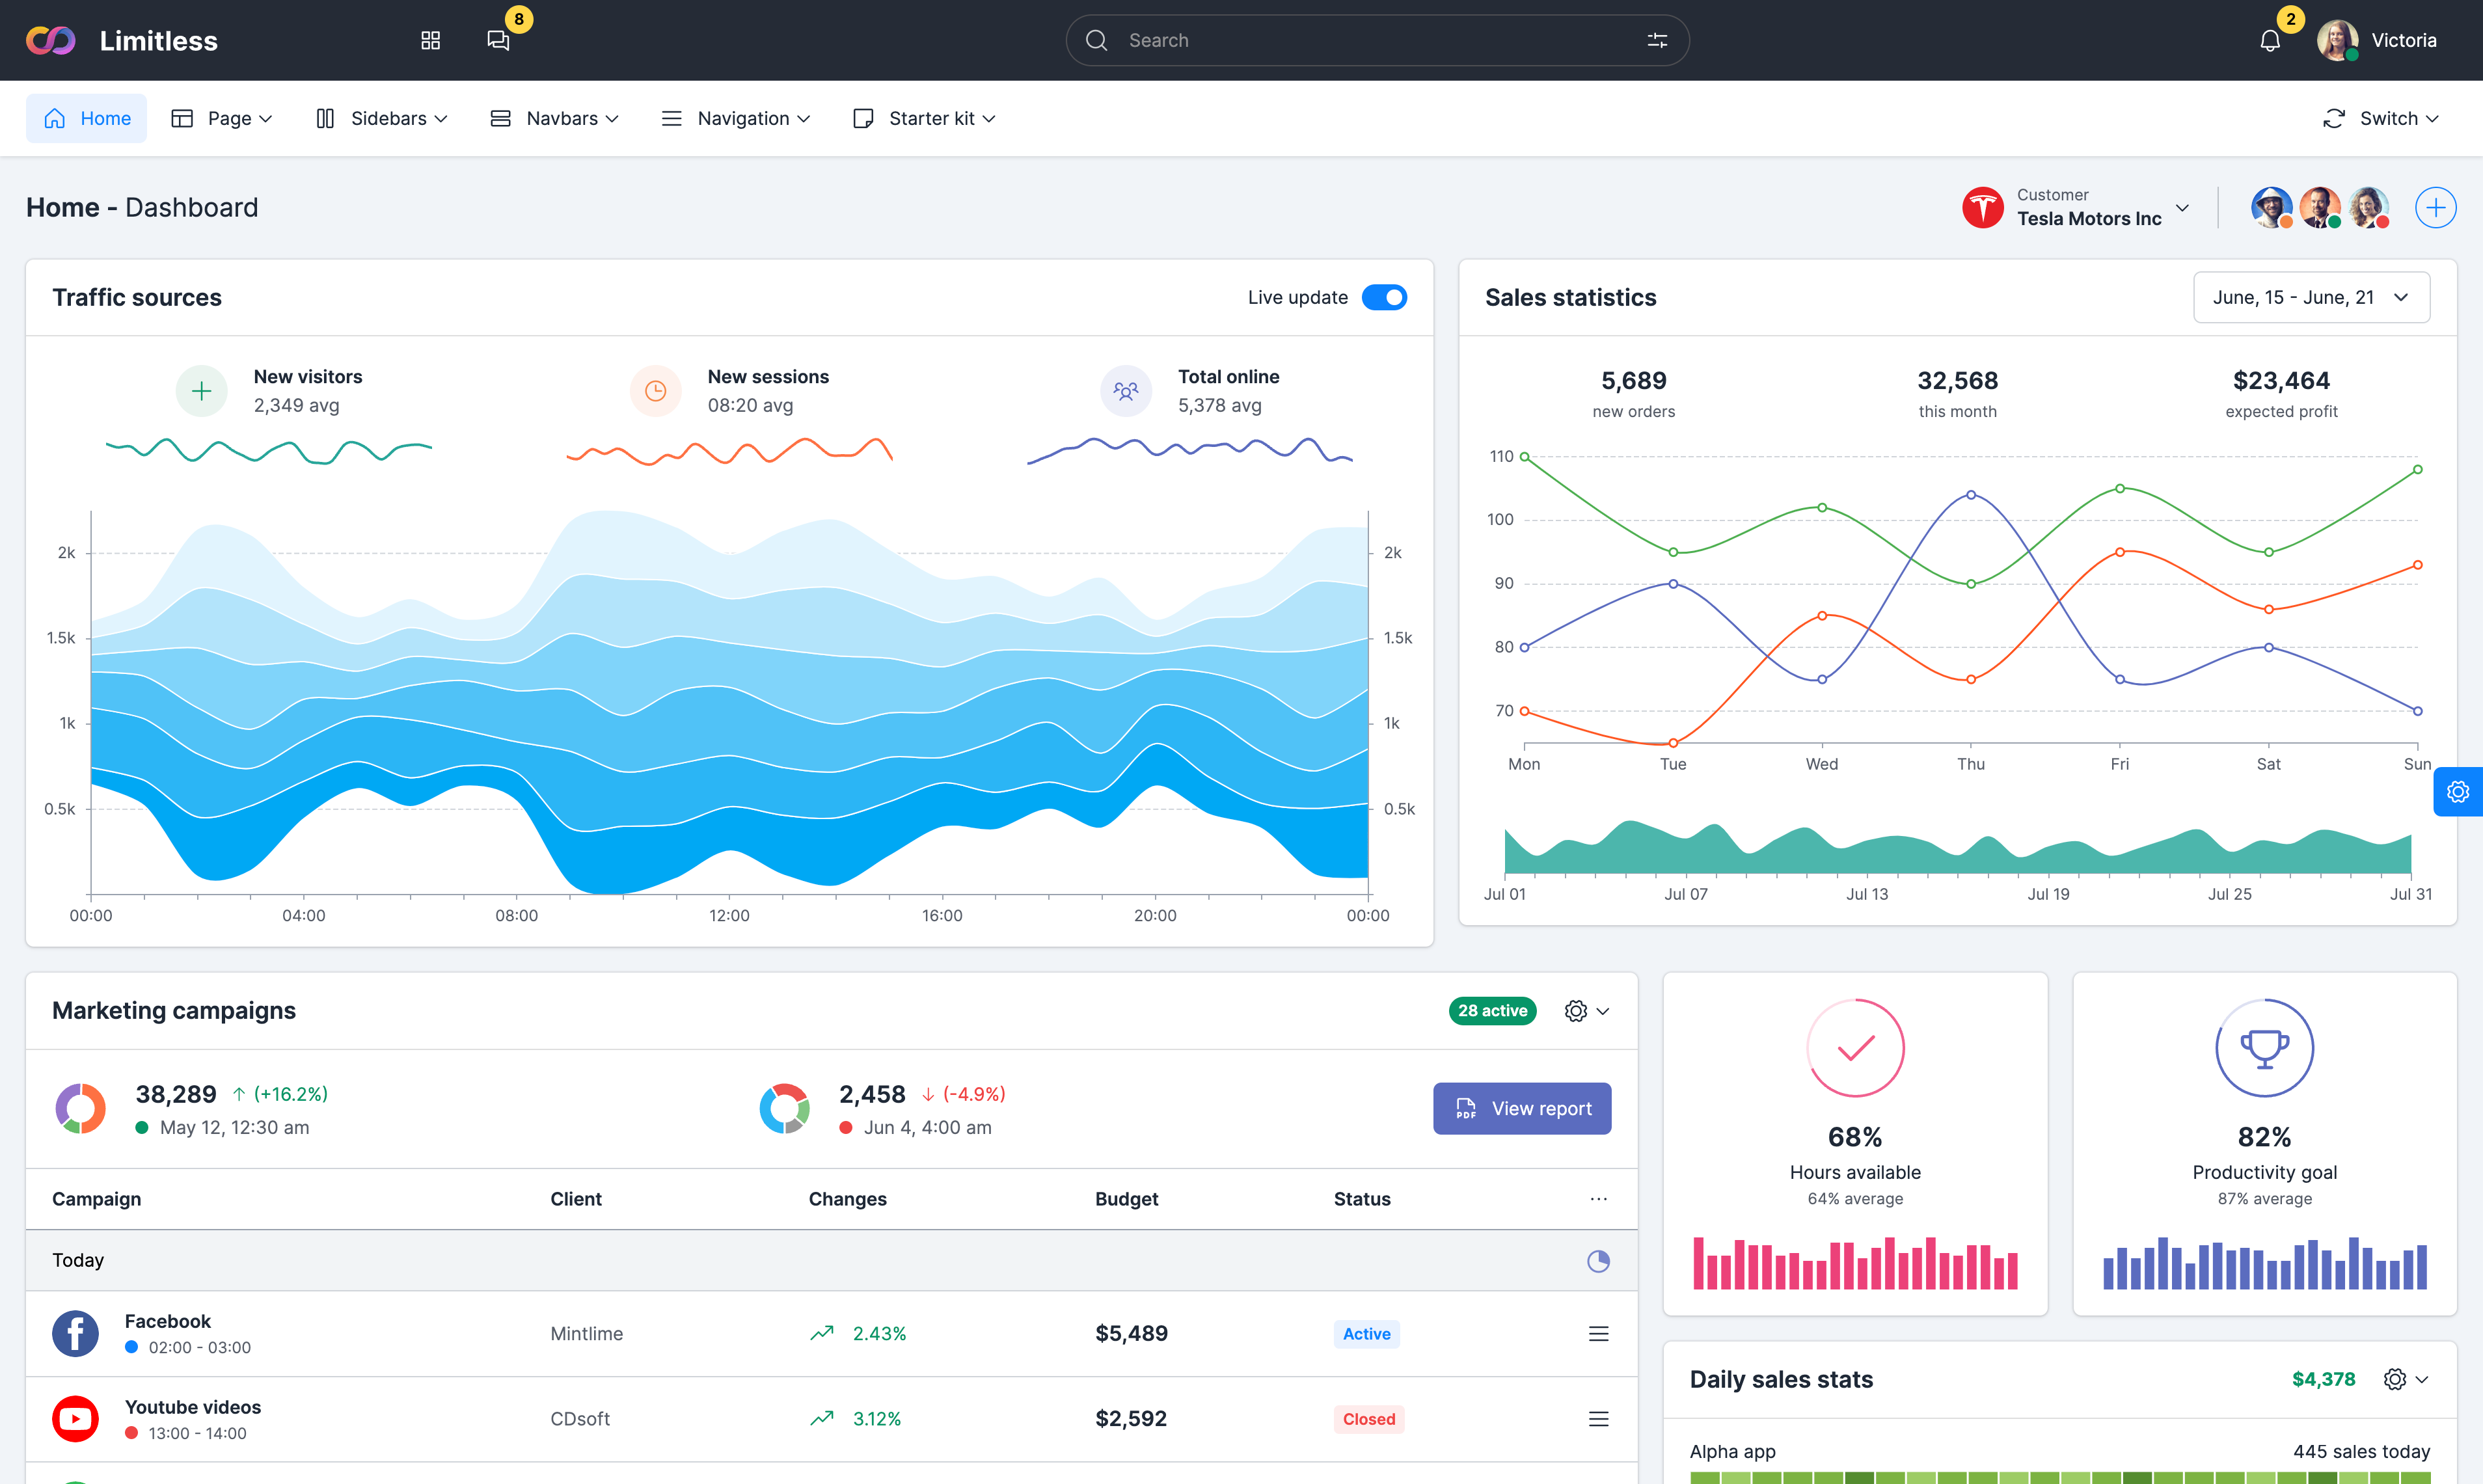 Limitless
8
Search
2
Victoria
Home
Page
Sidebars
Navbars
Navigation
Starter kit
Switch
Home - Dashboard
Customer
Tesla Motors Inc
Traffic sources
Live update
New visitors
2,349 avg
New sessions
08:20 avg
Total online
5,378 avg
2k
1.5k
1k
0.5k
2k
1.5k
1k
0.5k
00:00 04:00 08:00 12:00 16:00 20:00 00:00
Sales statistics
June, 15 - June, 21
5,689
new orders
32,568
this month
$23,464
expected profit
110
100
90
80
70
Mon Tue Wed Thu Fri Sat Sun
Jul 01 Jul 07 Jul 13 Jul 19 Jul 25 Jul 31
Marketing campaigns
28 active
38,289 (+16.2%)
May 12, 12:30 am
2,458 (-4.9%)
Jun 4, 4:00 am
PDF
View report
Campaign Client Changes Budget Status ...
Today
Facebook
02:00 - 03:00
Mintlime 2.43% $5,489 Active
Youtube videos
13:00 - 14:00
CDsoft 3.12% $2,592 Closed
68%
Hours available
64% average
82%
Productivity goal
87% average
Daily sales stats
$4,378
Alpha app 445 sales today